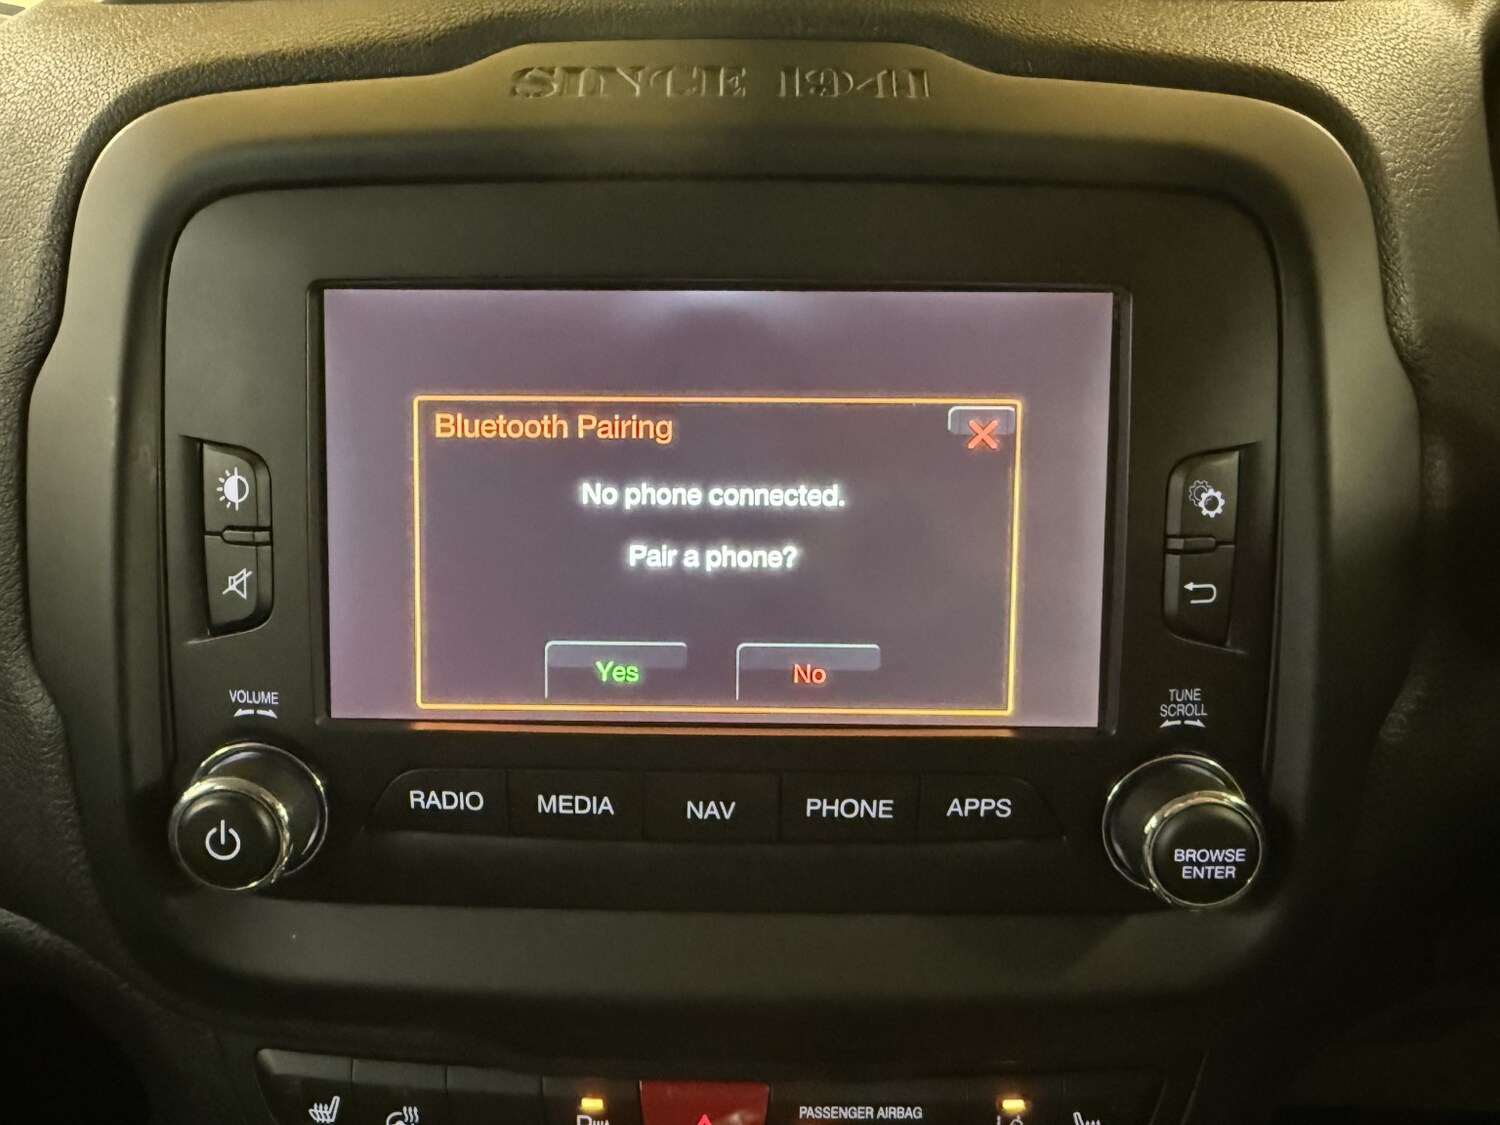 SINCE 1941
Bluetooth Pairing
No phone connected.
Pair a phone?
Yes
No
VOLUME
TUNE
SCROLL
RADIO
MEDIA
NAV
PHONE
APPS
BROWSE
ENTER
PASSENGER AIRBAG